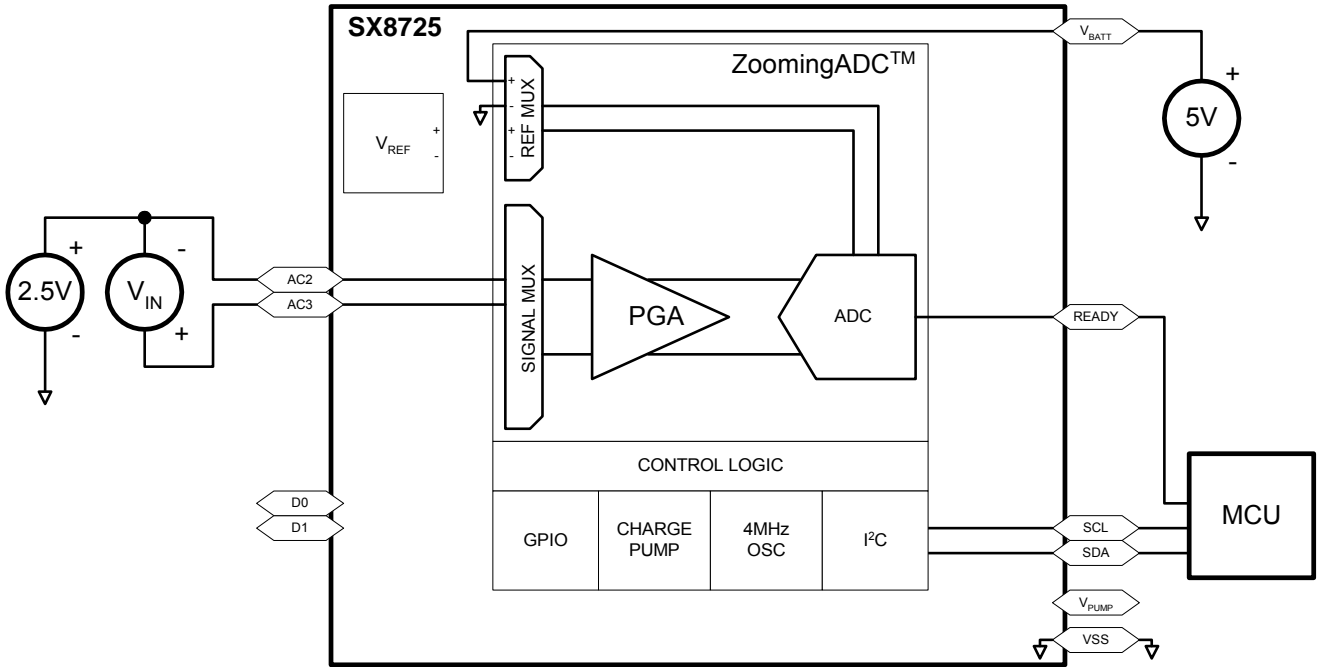 SX8725
V_BATT
ZoomingADC™
+
-
+
-
REF MUX
V_REF
+
-
+
5V
-
+
2.5V
-
-
V_IN
+
AC2
AC3
SIGNAL MUX
PGA
ADC
READY
CONTROL LOGIC
D0
D1
GPIO
CHARGE
PUMP
4MHz
OSC
I²C
SCL
SDA
MCU
V_PUMP
VSS